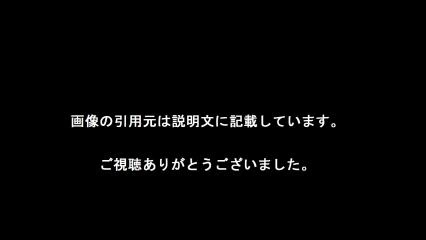 画像の引用元は説明文に記載しています。
ご視聴ありがとうございました。